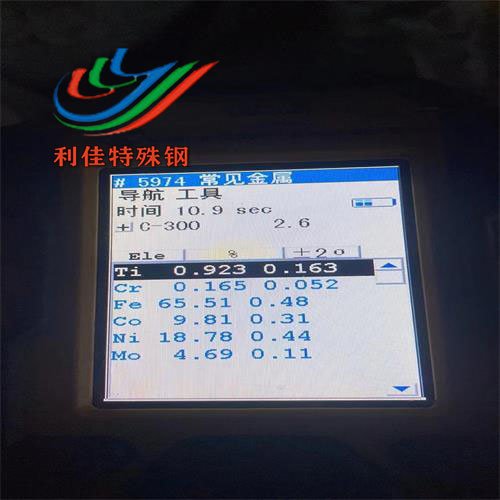 利佳特殊钢
# 5974 常见金属
导航 工具
时间 10.9 sec
C-300 2.6
Ele % ±2σ
Ti 0.923 0.163
Cr 0.165 0.052
Fe 65.51 0.48
Co 9.81 0.31
Ni 18.78 0.44
Mo 4.69 0.11